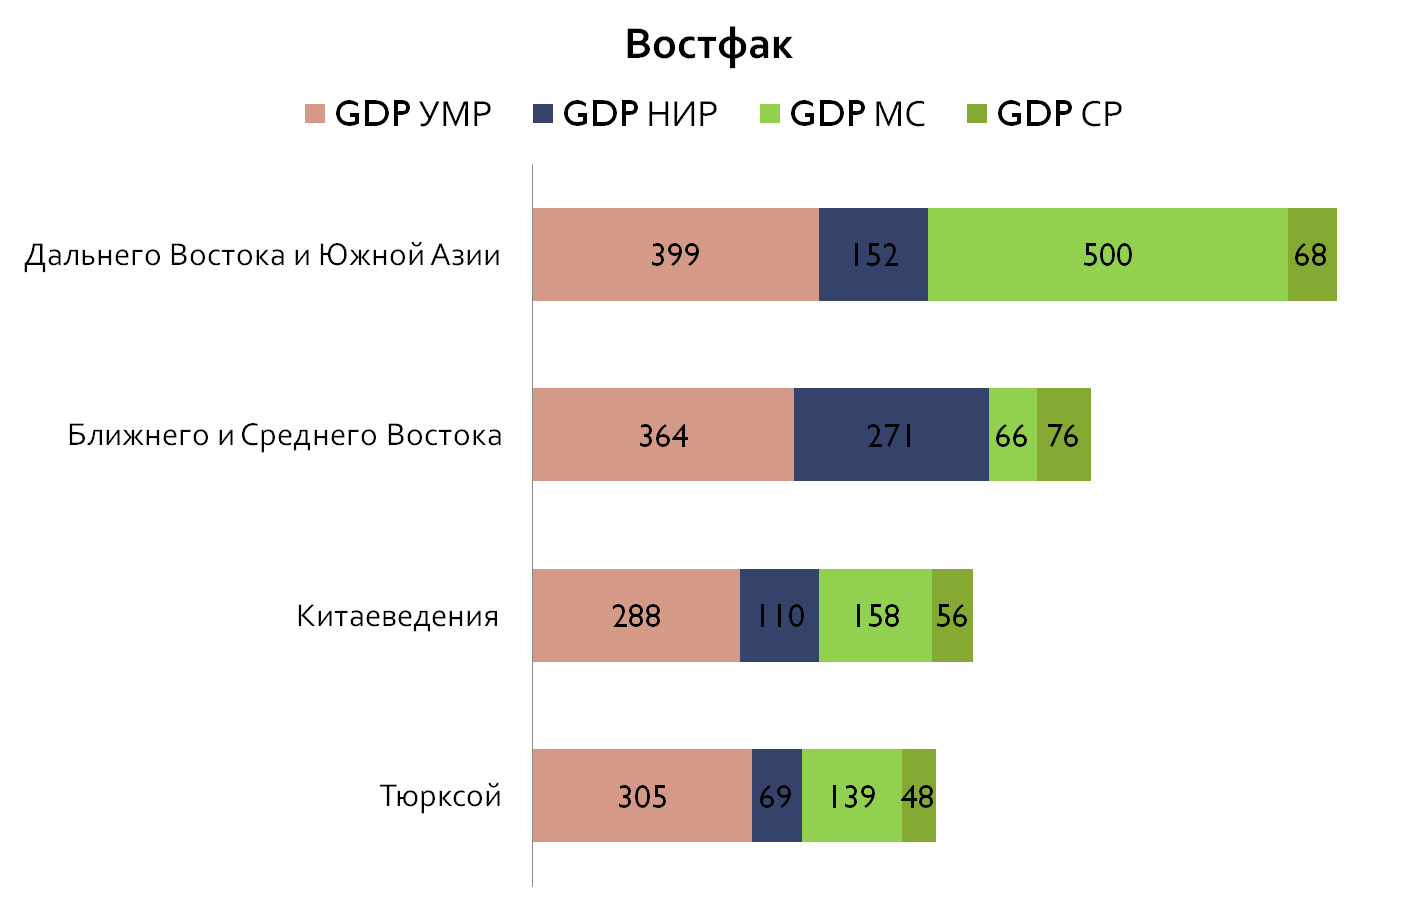 Востфак
GDP УМР GDP НИР GDP МС GDP СР
Дальнего Востока и Южной Азии 399 152 500 68
Ближнего и Среднего Востока 364 271 66 76
Китаеведения 288 110 158 56
Тюрксой 305 69 139 48